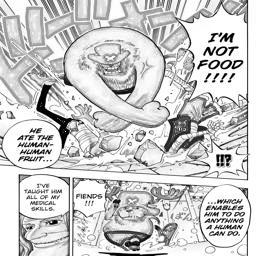 I'M
NOT
FOOD
!!!!
HE
ATE THE
HUMAN-
HUMAN
FRUIT...
!!?
I'VE
TAUGHT HIM
ALL OF MY
MEDICAL
SKILLS.
FIENDS
!!!
...WHICH
ENABLES
HIM TO DO
ANYTHING
A HUMAN
CAN DO.